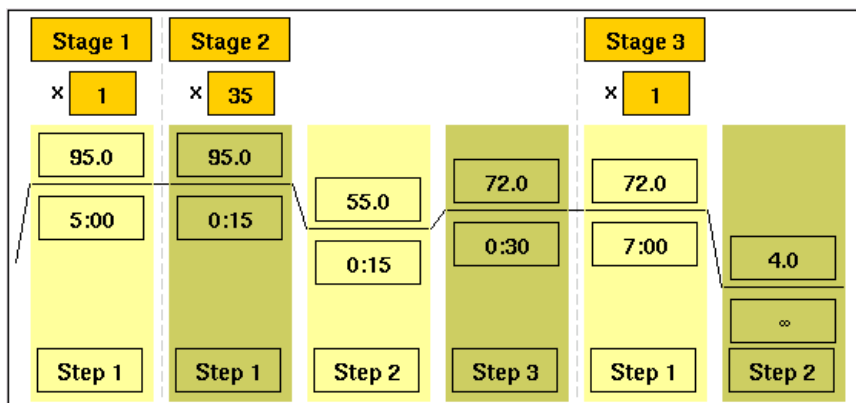 Stage 1 Stage 2 Stage 3
x 1 x 35 x 1
95.0 95.0 55.0 72.0 72.0 4.0
5:00 0:15 0:15 0:30 7:00 ∞
Step 1 Step 1 Step 2 Step 3 Step 1 Step 2